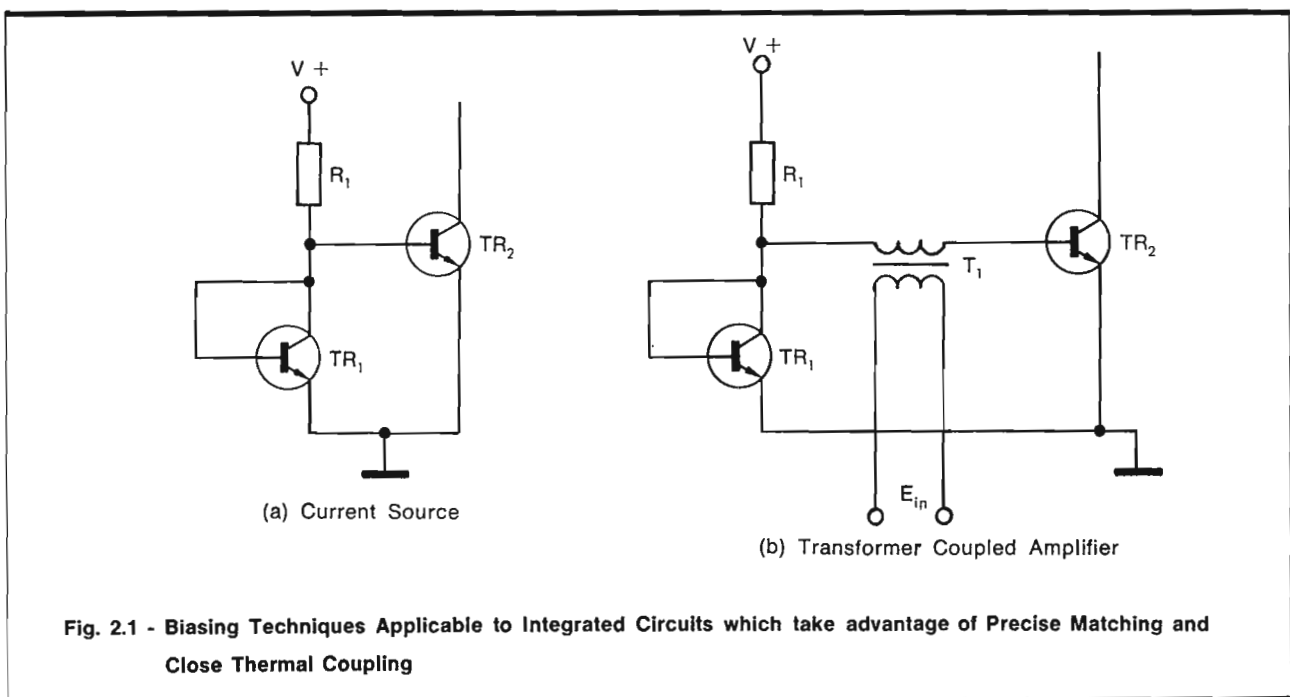 V +
R1
TR2
TR1
(a) Current Source
V +
R1
TR2
T1
TR1
Ein
(b) Transformer Coupled Amplifier
Fig. 2.1 - Biasing Techniques Applicable to Integrated Circuits which take advantage of Precise Matching and
Close Thermal Coupling